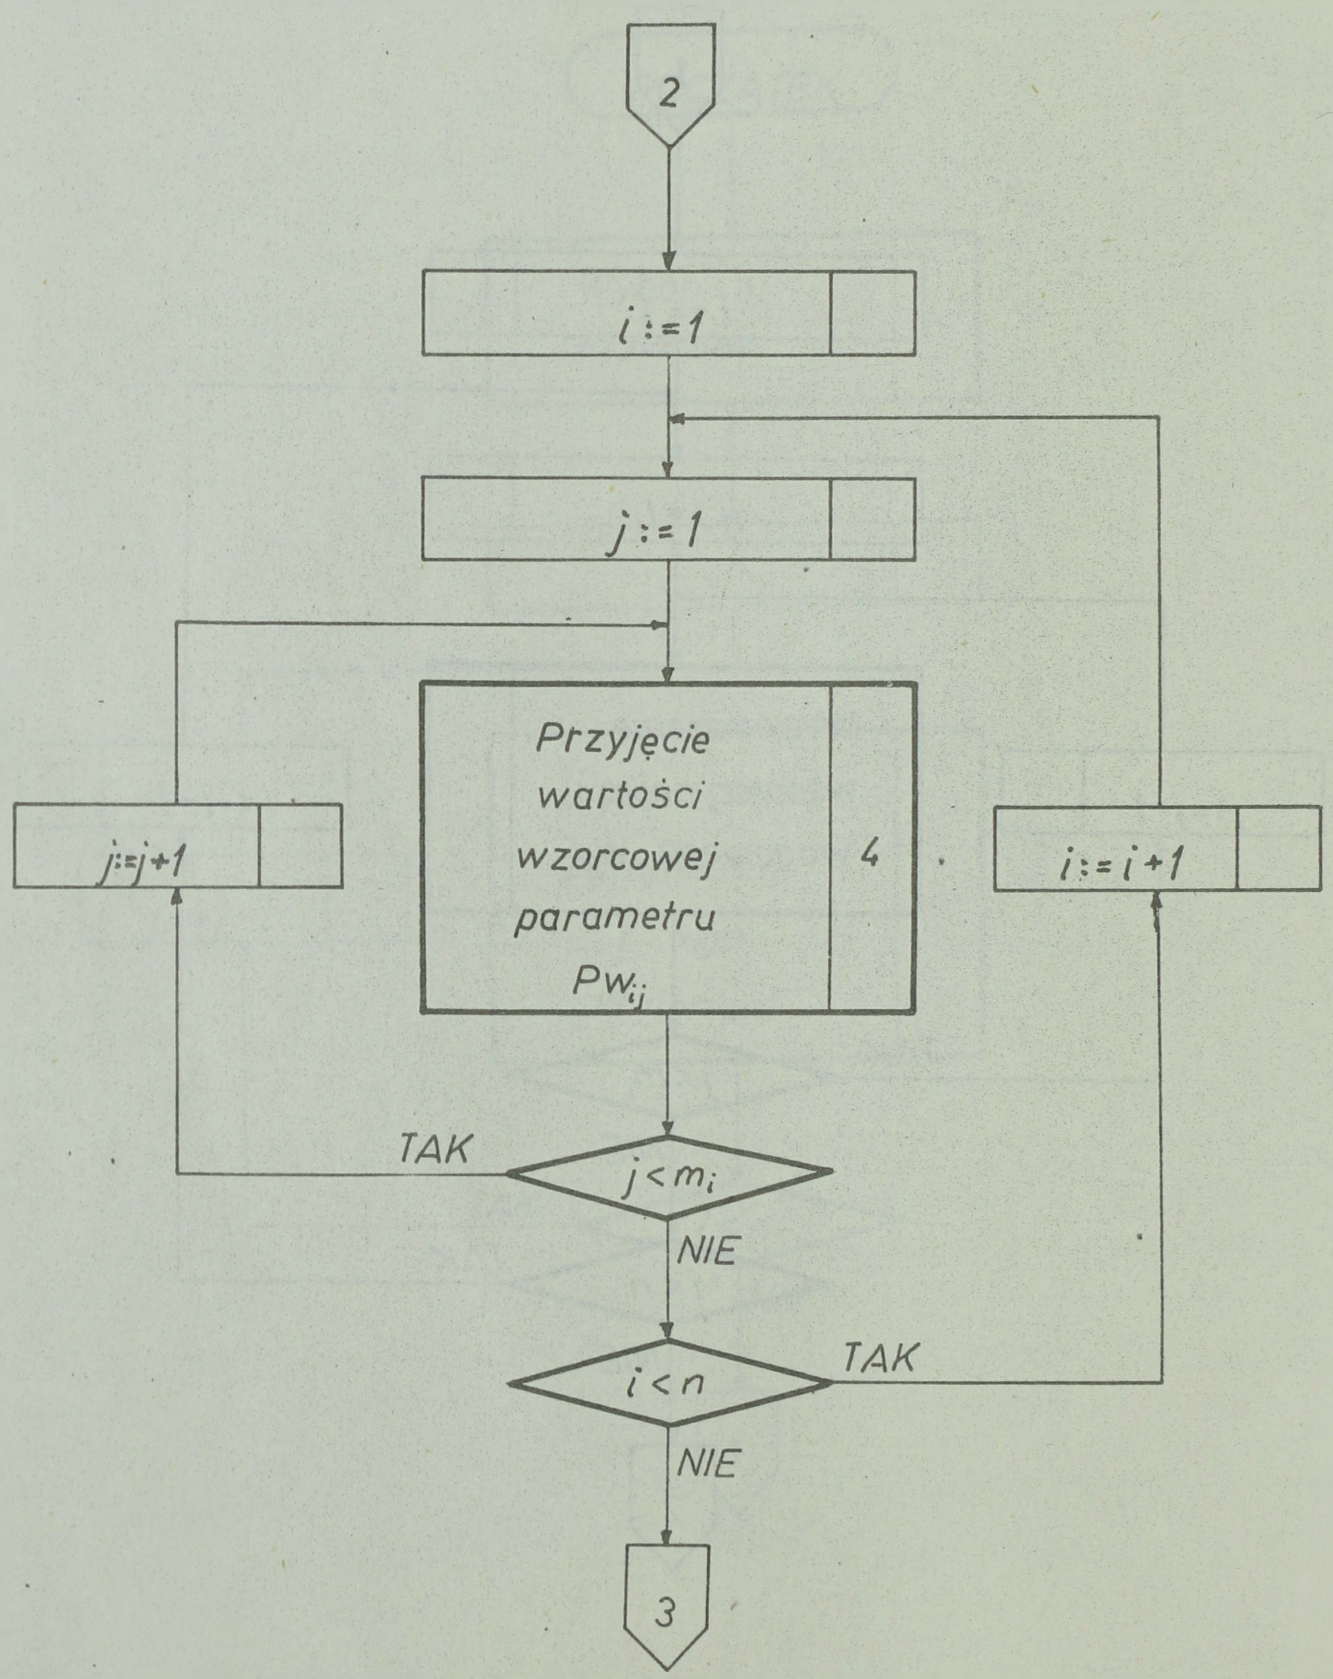 2
i := 1
j := 1
Przyjęcie
wartości
wzorcowej
parametru
Pwij
4
j:=j+1
i := i+1
TAK
j < mi
NIE
i < n
TAK
NIE
3